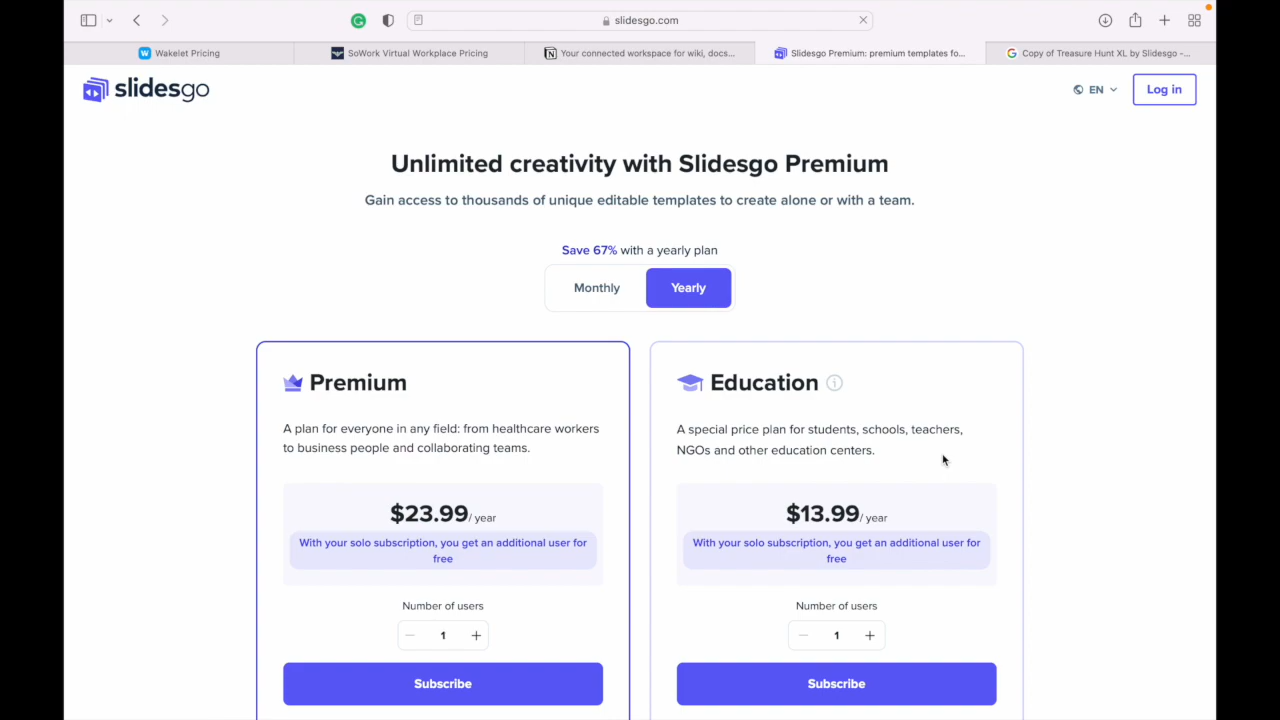 slidesgo.com
Wakelet Pricing
SoWork Virtual Workplace Pricing
Your connected workspace for wiki, docs...
Slidesgo Premium: premium templates fo...
Copy of Treasure Hunt XL by Slidesgo -...
slidesgo
EN
Log in
Unlimited creativity with Slidesgo Premium
Gain access to thousands of unique editable templates to create alone or with a team.
Save 67% with a yearly plan
Monthly
Yearly
Premium
A plan for everyone in any field: from healthcare workers
to business people and collaborating teams.
$23.99/ year
With your solo subscription, you get an additional user for
free
Number of users
− 1 +
Subscribe
Education
A special price plan for students, schools, teachers,
NGOs and other education centers.
$13.99/ year
With your solo subscription, you get an additional user for
free
Number of users
− 1 +
Subscribe